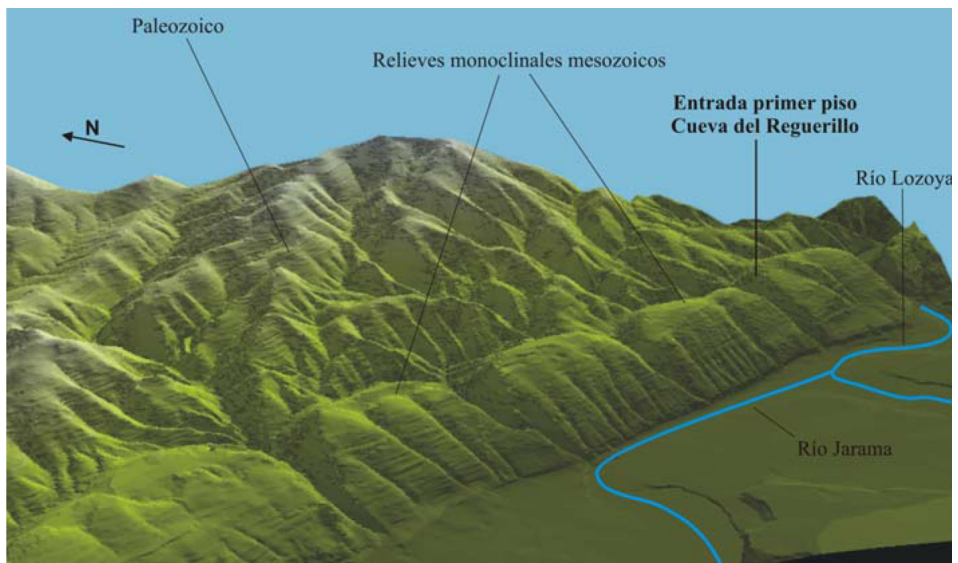 Paleozoico
Relieves monoclinales mesozoicos
Entrada primer piso
Cueva del Reguerillo
N
Río Lozoya
Río Jarama